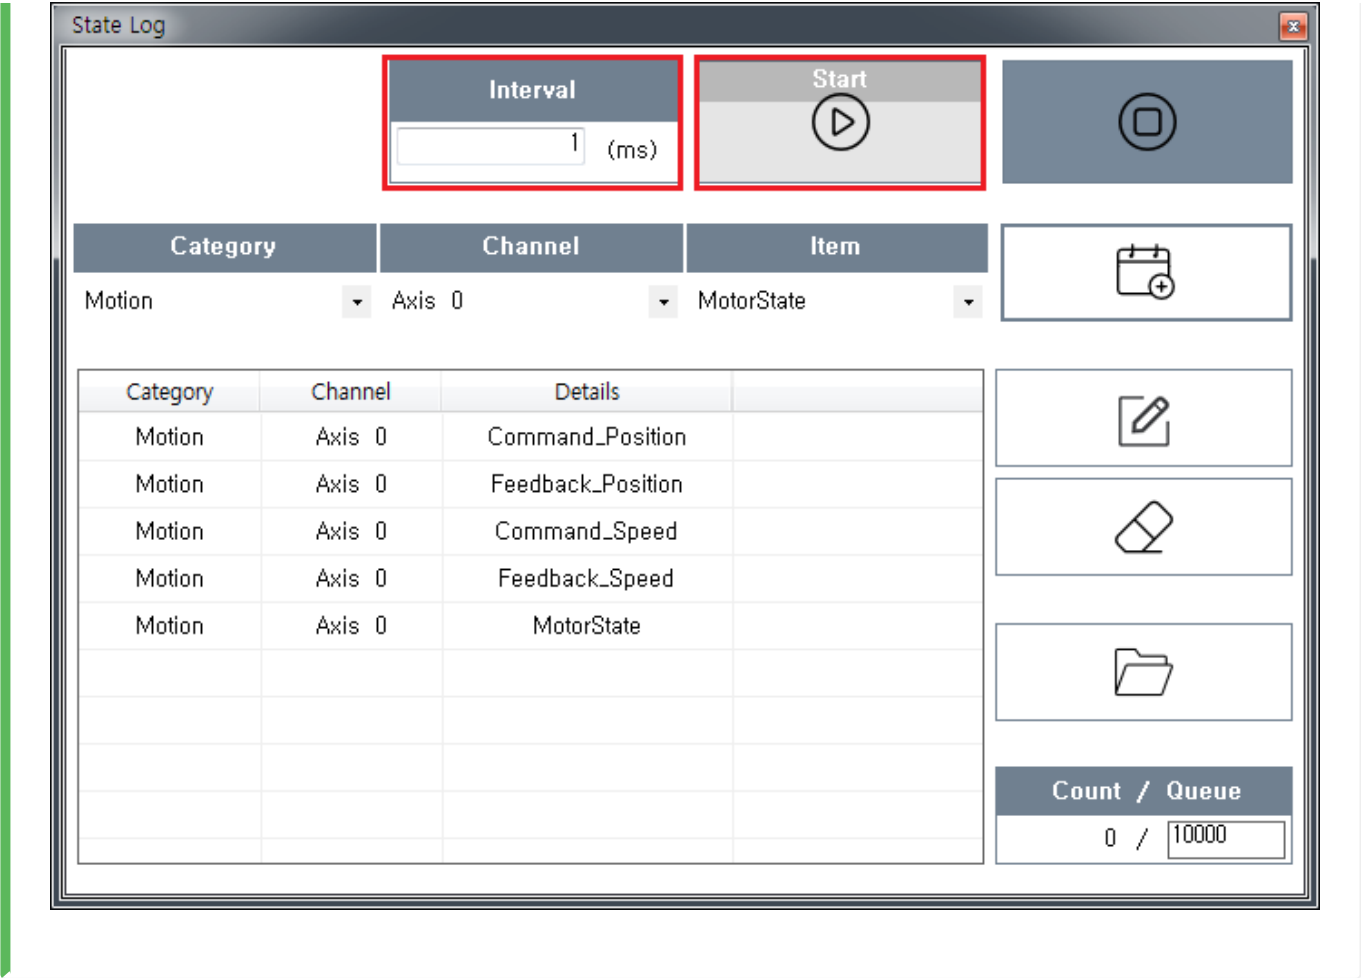 State Log
Interval
1 (ms)
Start
Category Channel Item
Motion Axis 0 MotorState
Category Channel Details
Motion Axis 0 Command_Position
Motion Axis 0 Feedback_Position
Motion Axis 0 Command_Speed
Motion Axis 0 Feedback_Speed
Motion Axis 0 MotorState
Count / Queue
0 / 10000